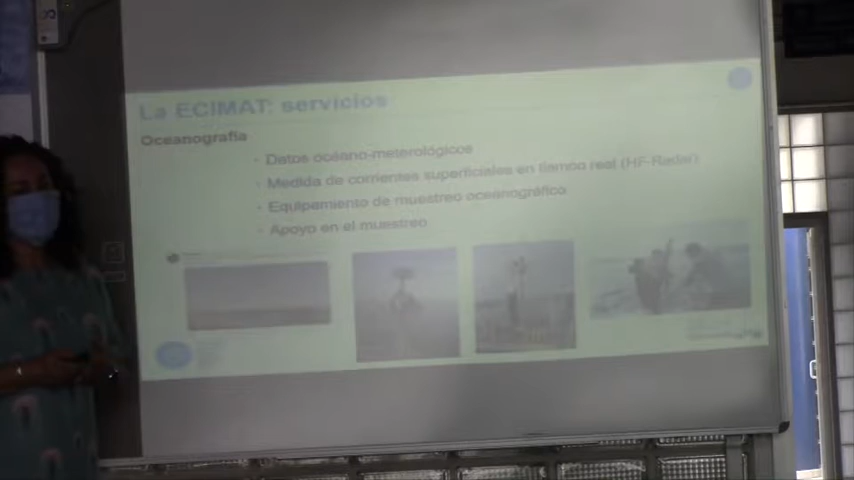 La ECIMAT: servicios
Oceanografía
- Datos océano-meterológicos
- Medida de corrientes superficiales en tiempo real (HF-Radar)
- Equipamiento de muestreo oceanográfico
- Apoyo en el muestreo